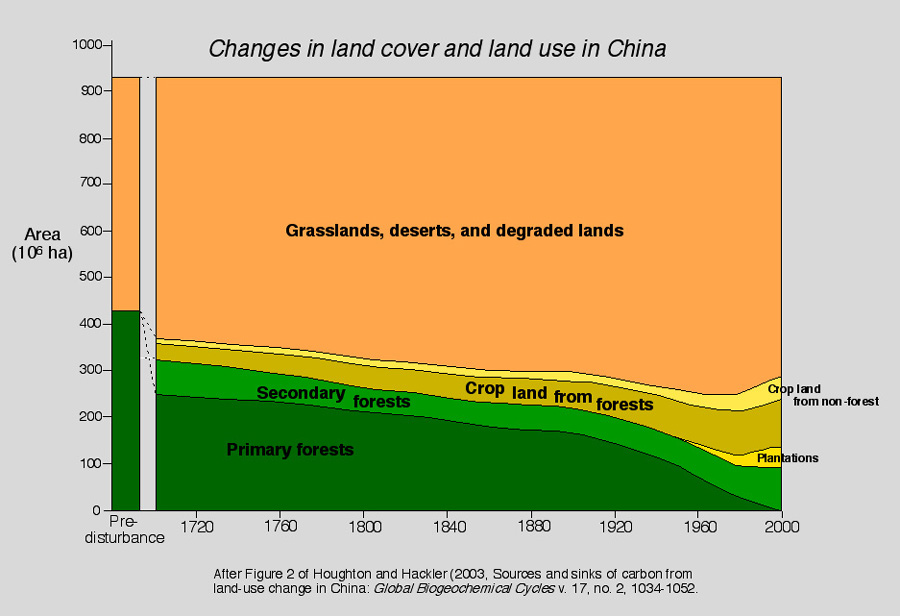 Changes in land cover and land use in China
1000
900
800
700
600
500
400
300
200
100
0
Area
(10⁶ ha)
Grasslands, deserts, and degraded lands
Secondary forests
Crop land from forests
Primary forests
Crop land
from non-forest
Plantations
Pre-
disturbance
1720
1760
1800
1840
1880
1920
1960
2000
After Figure 2 of Houghton and Hackler (2003, Sources and sinks of carbon from
land-use change in China: Global Biogeochemical Cycles v. 17, no. 2, 1034-1052.